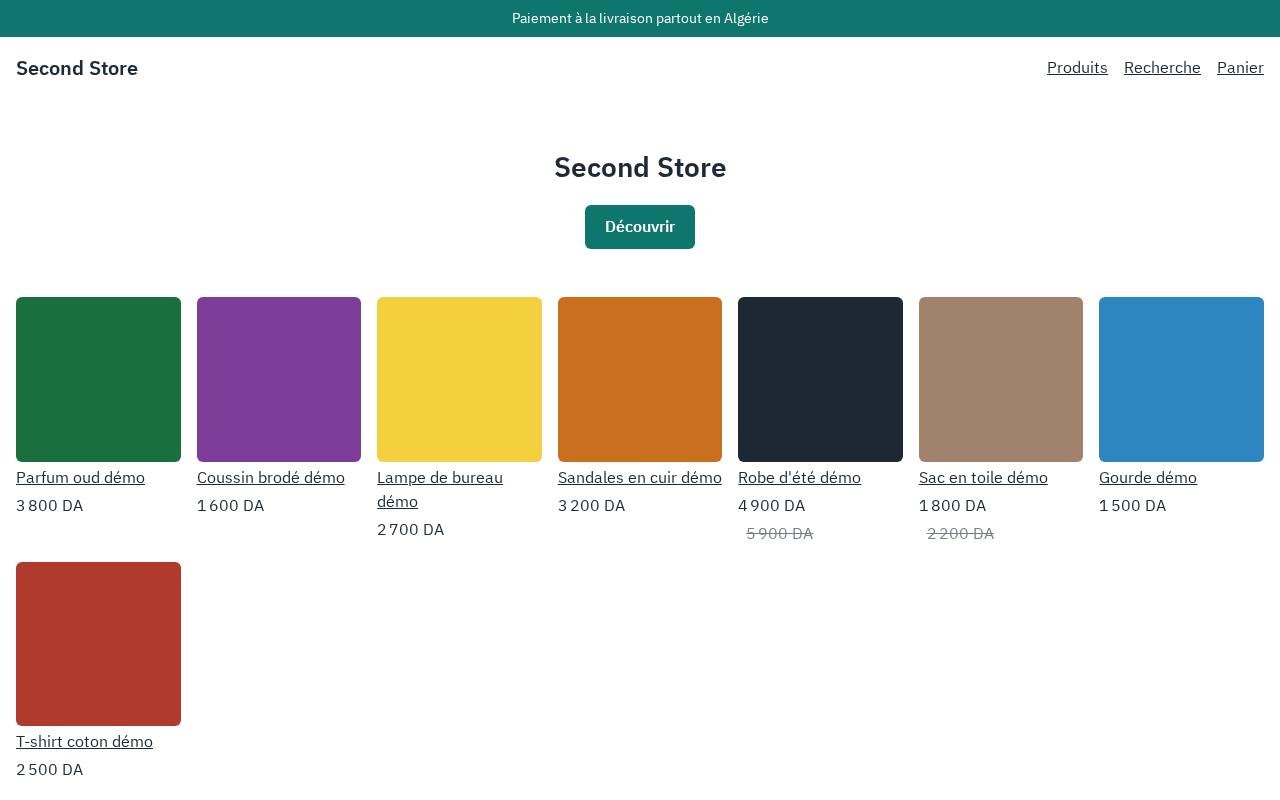 Paiement à la livraison partout en Algérie
Second Store
Produits Recherche Panier
Second Store
Découvrir
Parfum oud démo
3 800 DA
Coussin brodé démo
1 600 DA
Lampe de bureau
démo
2 700 DA
Sandales en cuir démo
3 200 DA
Robe d'été démo
4 900 DA
5 900 DA
Sac en toile démo
1 800 DA
2 200 DA
Gourde démo
1 500 DA
T-shirt coton démo
2 500 DA